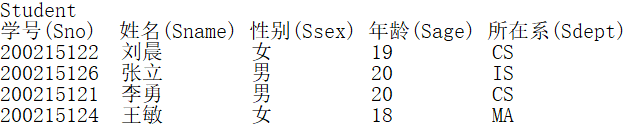 Student
学号(Sno) 姓名(Sname) 性别(Ssex) 年龄(Sage) 所在系(Sdept)
200215122 刘晨 女 19 CS
200215126 张立 男 20 IS
200215121 李勇 男 20 CS
200215124 王敏 女 18 MA